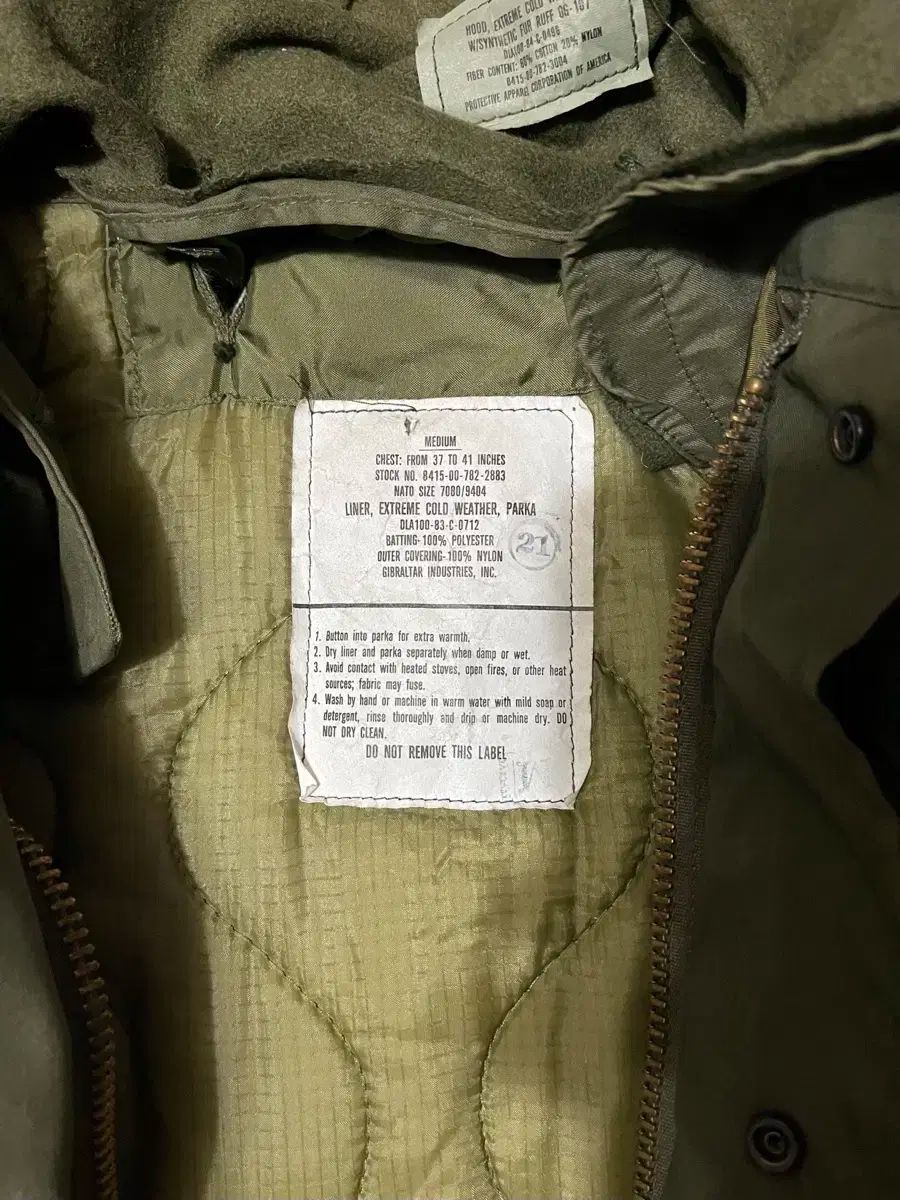 HOOD, EXTREME COLD
W/SYNTHETIC FUR RUFF OG-107
DLA100-84-C-0496
FIBER CONTENT: 80% COTTON 20% NYLON
8415-00-782-3004
PROTECTIVE APPAREL CORPORATION OF AMERICA
MEDIUM
CHEST: FROM 37 TO 41 INCHES
STOCK NO. 8415-00-782-2883
NATO SIZE 7080/9404
LINER, EXTREME COLD WEATHER, PARKA
DLA100-83-C-0712
BATTING-100% POLYESTER
OUTER COVERING-100% NYLON
GIBRALTAR INDUSTRIES, INC.
21
1. Button into parka for extra warmth.
2. Dry liner and parka separately when damp or wet.
3. Avoid contact with heated stoves, open fires, or other heat
sources; fabric may fuse.
4. Wash by hand or machine in warm water with mild soap or
detergent, rinse thoroughly and drip or machine dry. DO
NOT DRY CLEAN.
DO NOT REMOVE THIS LABEL